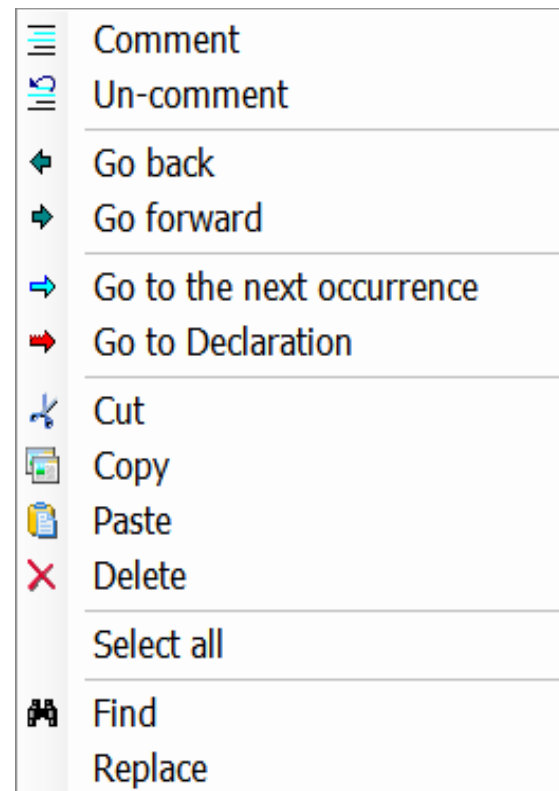 Comment
Un-comment
Go back
Go forward
Go to the next occurrence
Go to Declaration
Cut
Copy
Paste
Delete
Select all
Find
Replace